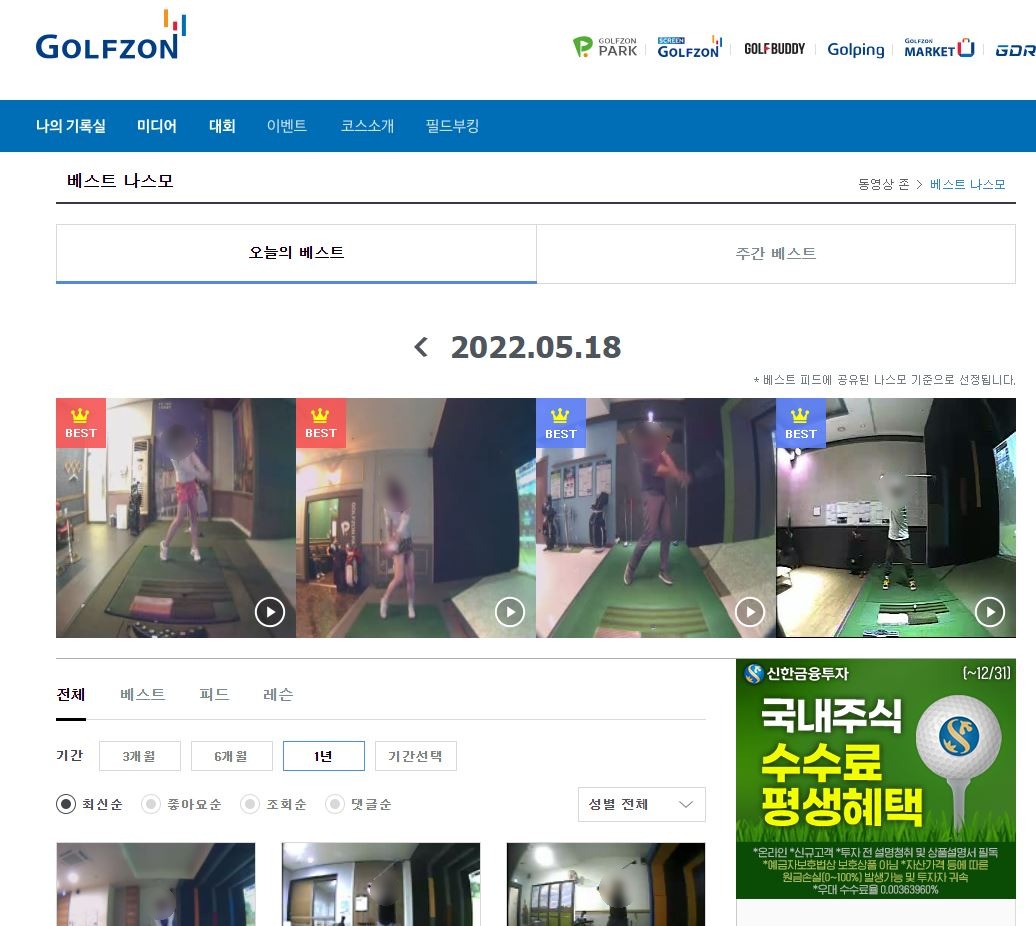 GOLFZON
GOLFZON PARK
SCREEN GOLFZON
GOLFBUDDY
Golping
GOLFZON MARKET
GDR
나의 기록실 미디어 대회 이벤트 코스소개 필드부킹
베스트 나스모
동영상 존 > 베스트 나스모
오늘의 베스트 주간 베스트
2022.05.18
* 베스트 피드에 공유된 나스모 기준으로 선정됩니다.
BEST BEST BEST BEST
전체 베스트 피드 레슨
기간 3개월 6개월 1년 기간선택
최신순 좋아요순 조회순 댓글순 성별 전체
신한금융투자 (~12/31)
국내주식
수수료
평생혜택
*온라인 *신규고객 *투자 전 설명청취 및 상품설명서 필독
*예금자보호법상 보호상품 아님 *자산가격 등에 따른
원금손실(0~100%) 발생가능 및 투자자 귀속
*우대 수수료율 0.00363960%